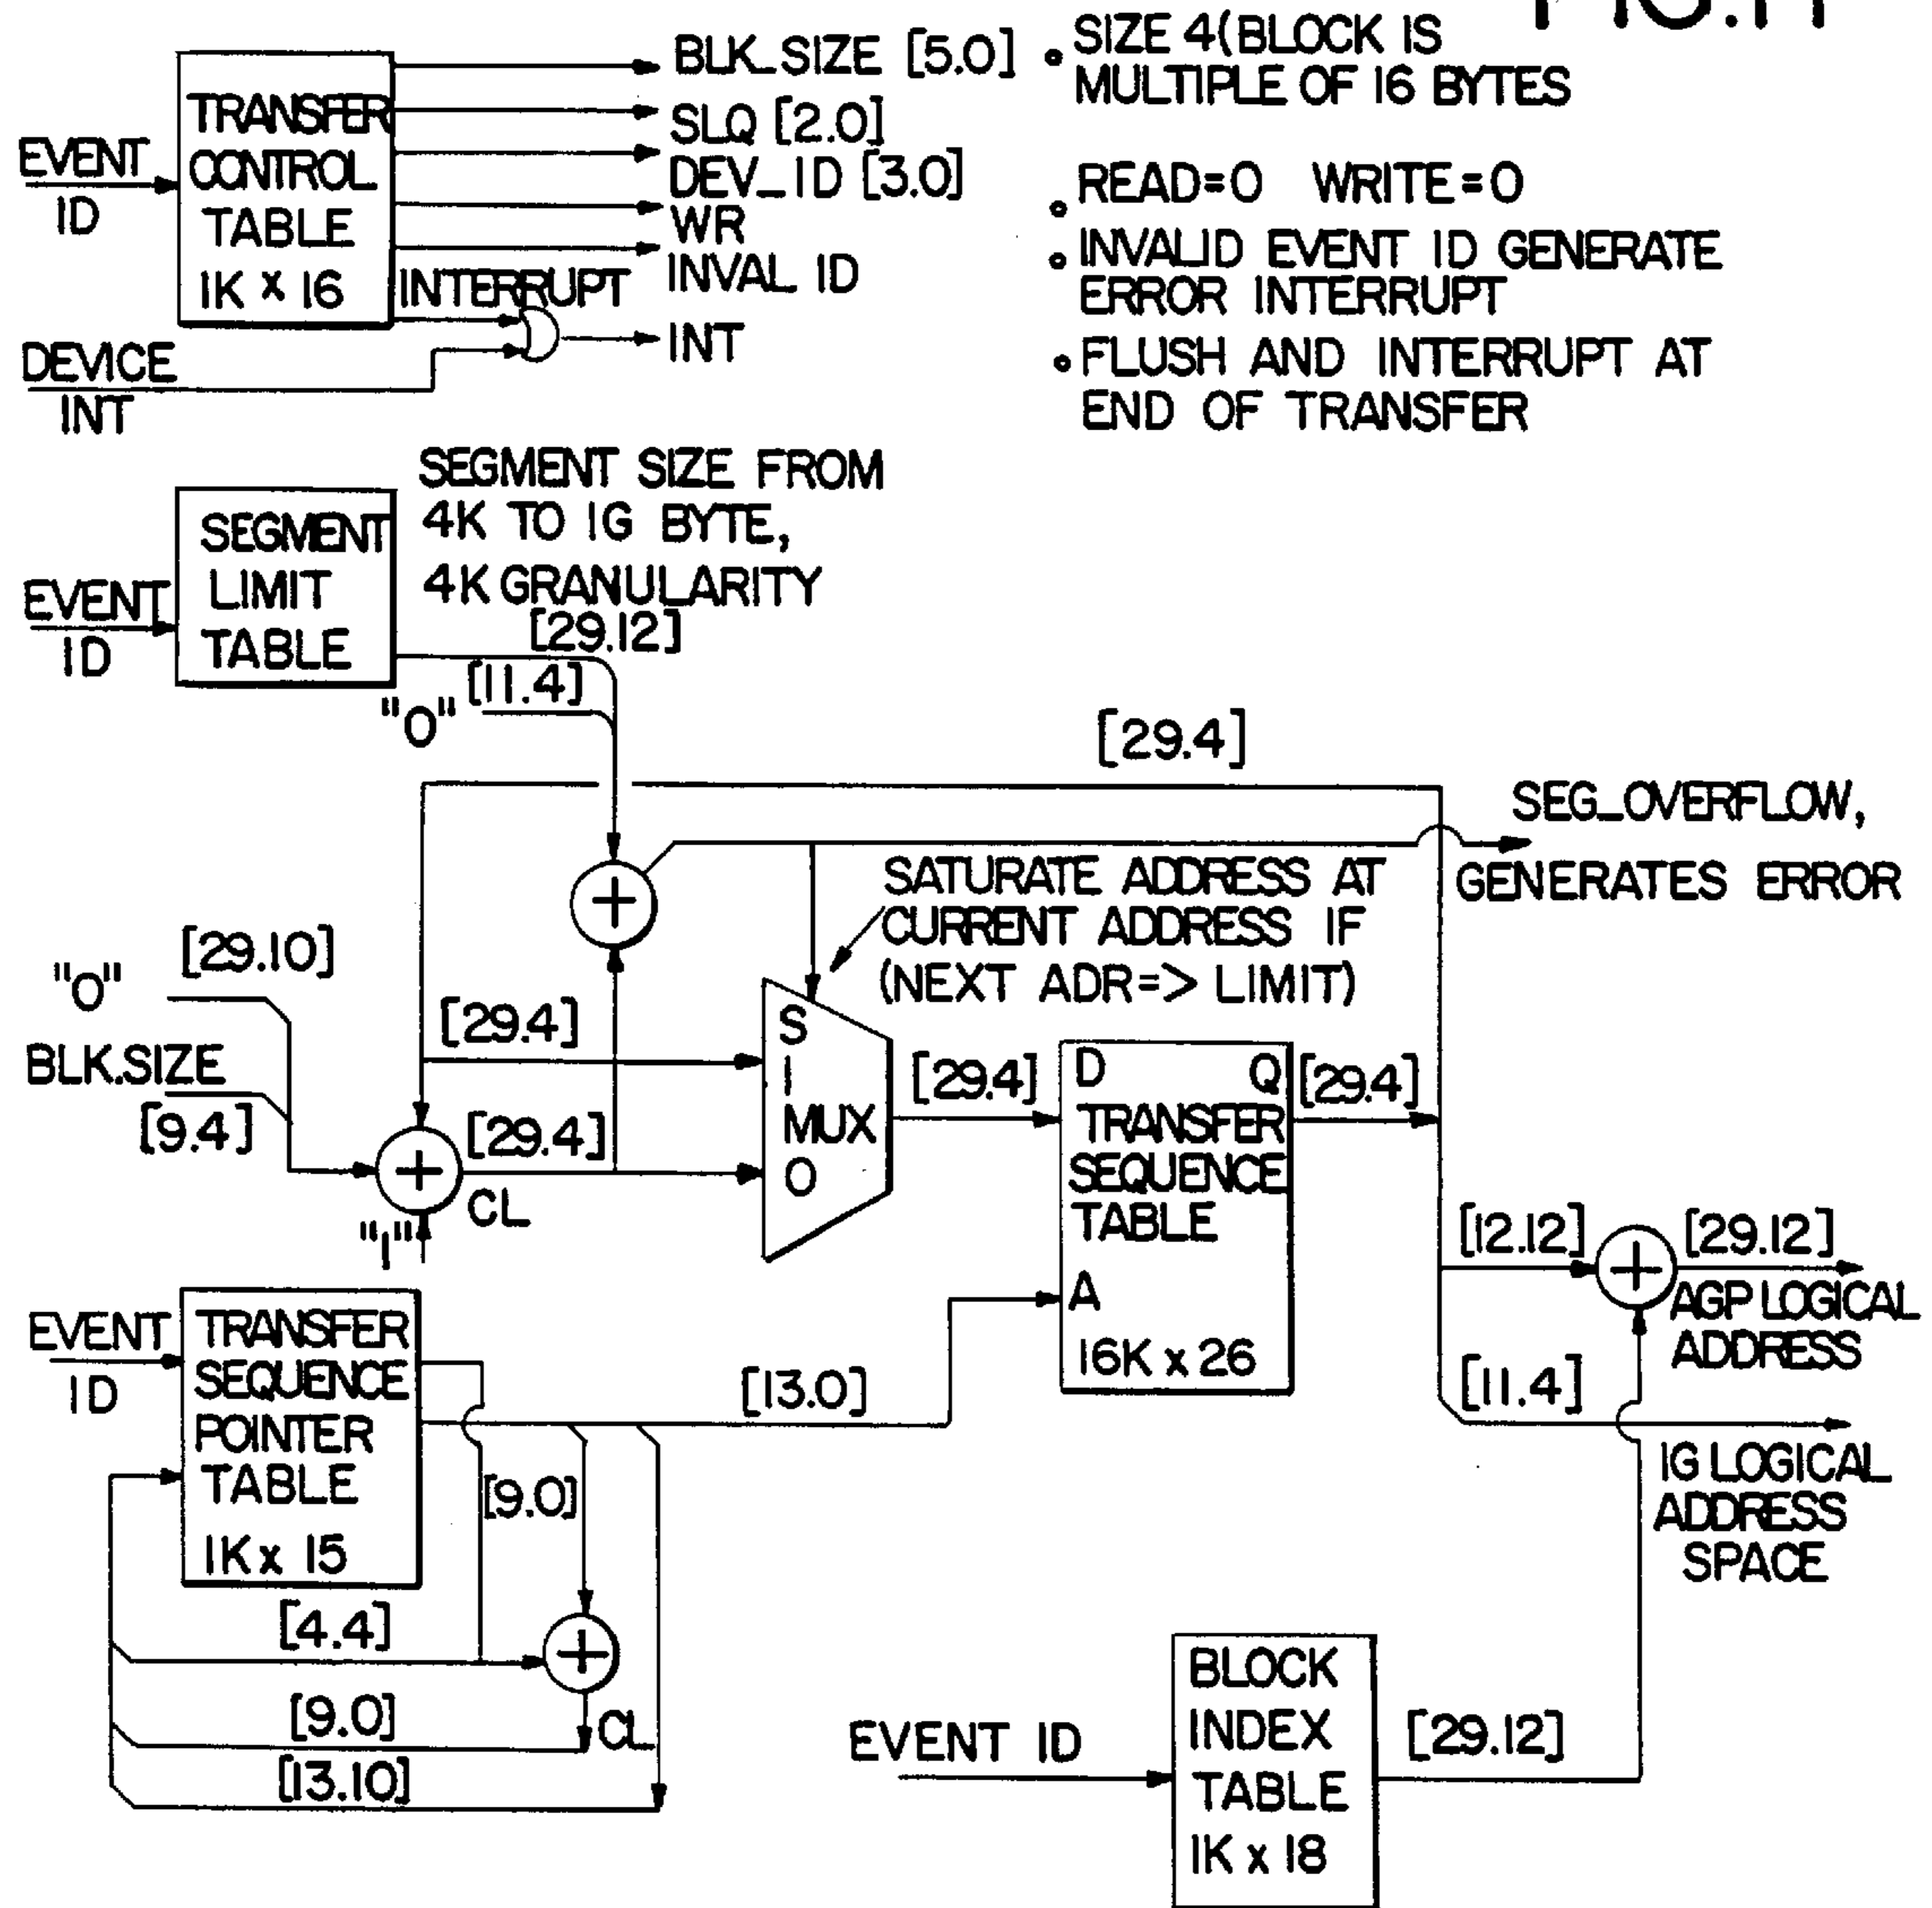 BLK_SIZE [5.0]
SIZE 4(BLOCK IS
MULTIPLE OF 16 BYTES
TRANSFER
CONTROL
TABLE
1K x 16
EVENT
ID
SLQ [2.0]
DEV_ID [3.0]
WR
INVAL ID
READ=0 WRITE=0
INVALID EVENT ID GENERATE
ERROR INTERRUPT
FLUSH AND INTERRUPT AT
END OF TRANSFER
INTERRUPT
INT
DEVICE
INT
SEGMENT SIZE FROM
4K TO 1G BYTE,
4K GRANULARITY
SEGMENT
LIMIT
TABLE
EVENT
ID
[29.12]
[11.4]
"0"
[29.4]
SEG_OVERFLOW,
GENERATES ERROR
SATURATE ADDRESS AT
CURRENT ADDRESS IF
(NEXT ADR=> LIMIT)
[29.10]
"0"
BLK.SIZE
[9.4]
[29.4]
[29.4]
+
+
CL
"1"
S
1
MUX
0
[29.4]
D Q
TRANSFER
SEQUENCE
TABLE
A
16K x 26
[29.4]
[12.12]
+
[29.12]
AGP LOGICAL
ADDRESS
[11.4]
1G LOGICAL
ADDRESS
SPACE
EVENT
ID
TRANSFER
SEQUENCE
POINTER
TABLE
1K x 15
[13.0]
[9.0]
[4.4]
+
[9.0]
CL
[13.10]
EVENT ID
BLOCK
INDEX
TABLE
1K x 18
[29.12]